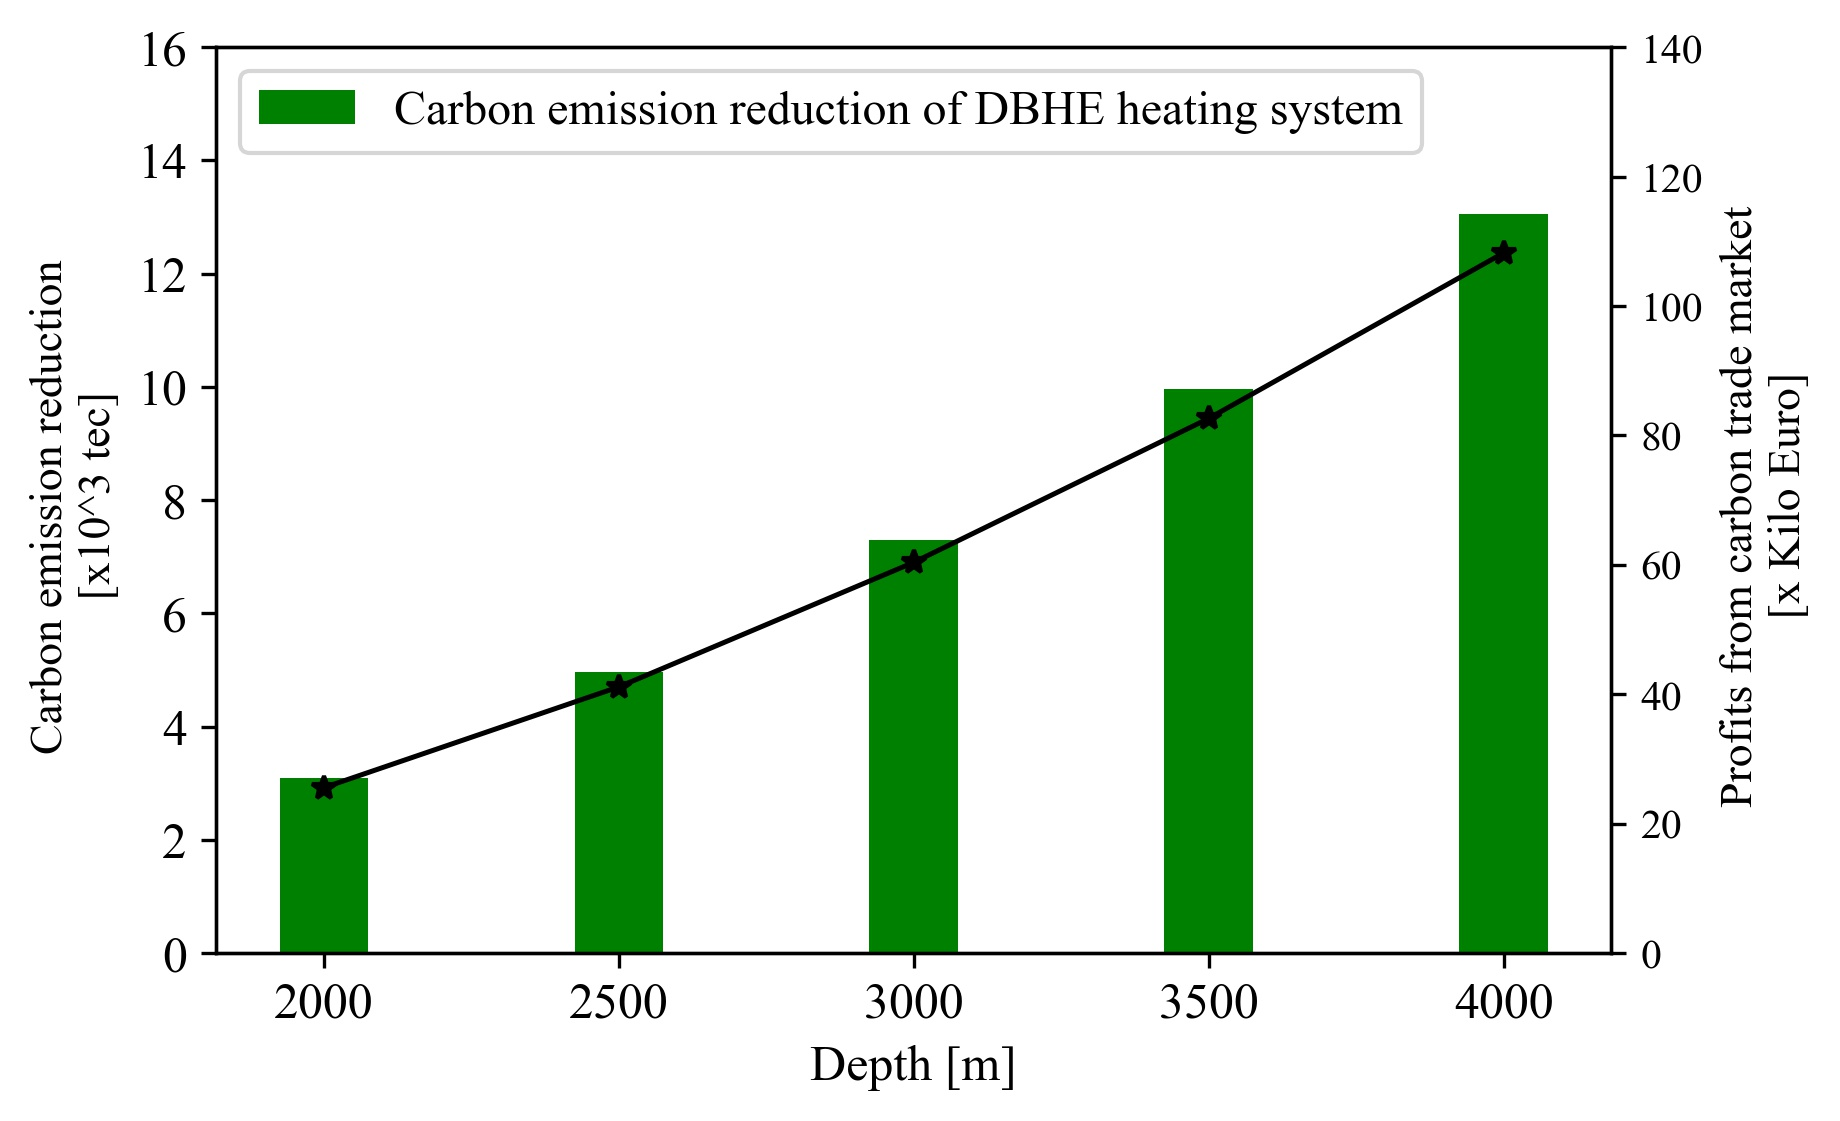 Carbon emission reduction of DBHE heating system
Carbon emission reduction
[x10^3 tec]
16
14
12
10
8
6
4
2
0
140
120
100
80
60
40
20
0
Profits from carbon trade market
[x Kilo Euro]
2000 2500 3000 3500 4000
Depth [m]